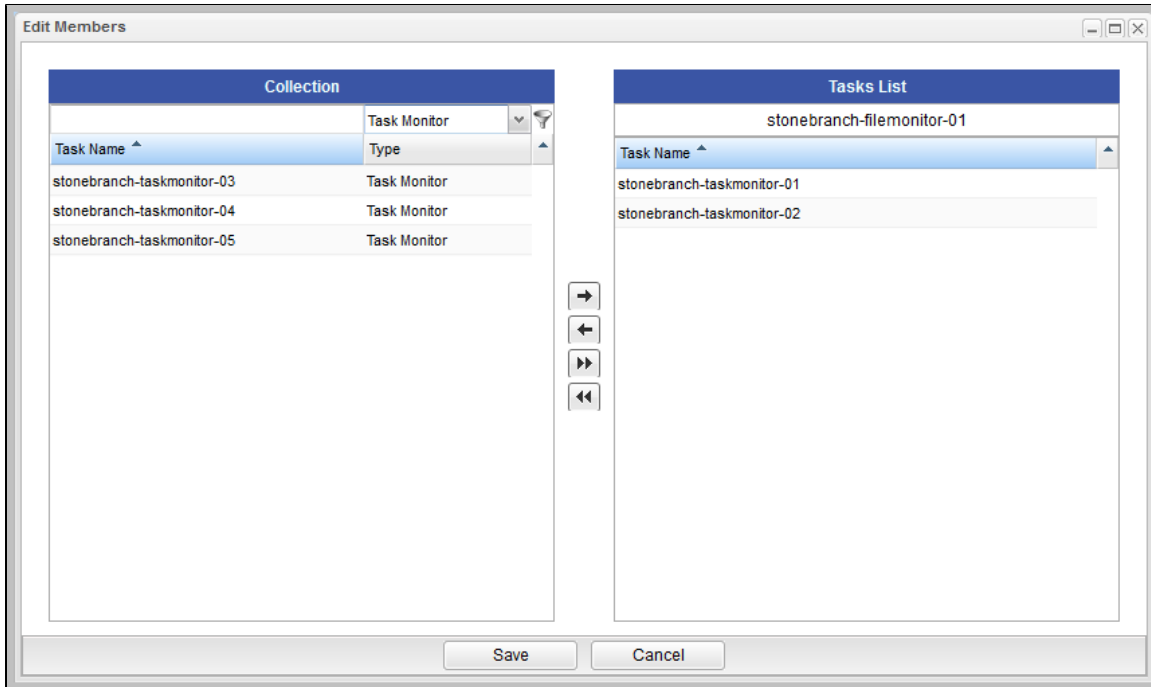 Edit Members
Collection
Task Monitor
Task Name Type
stonebranch-taskmonitor-03 Task Monitor
stonebranch-taskmonitor-04 Task Monitor
stonebranch-taskmonitor-05 Task Monitor
Tasks List
stonebranch-filemonitor-01
Task Name
stonebranch-taskmonitor-01
stonebranch-taskmonitor-02
Save Cancel